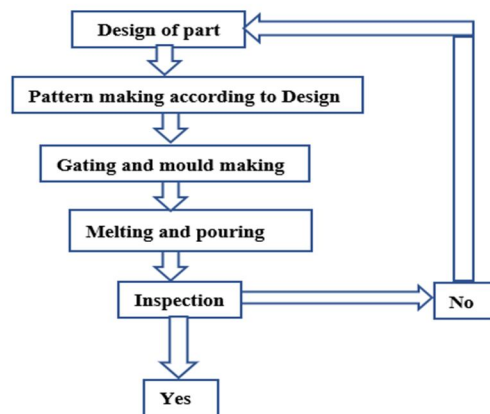 Design of part
Pattern making according to Design
Gating and mould making
Melting and pouring
Inspection
No
Yes